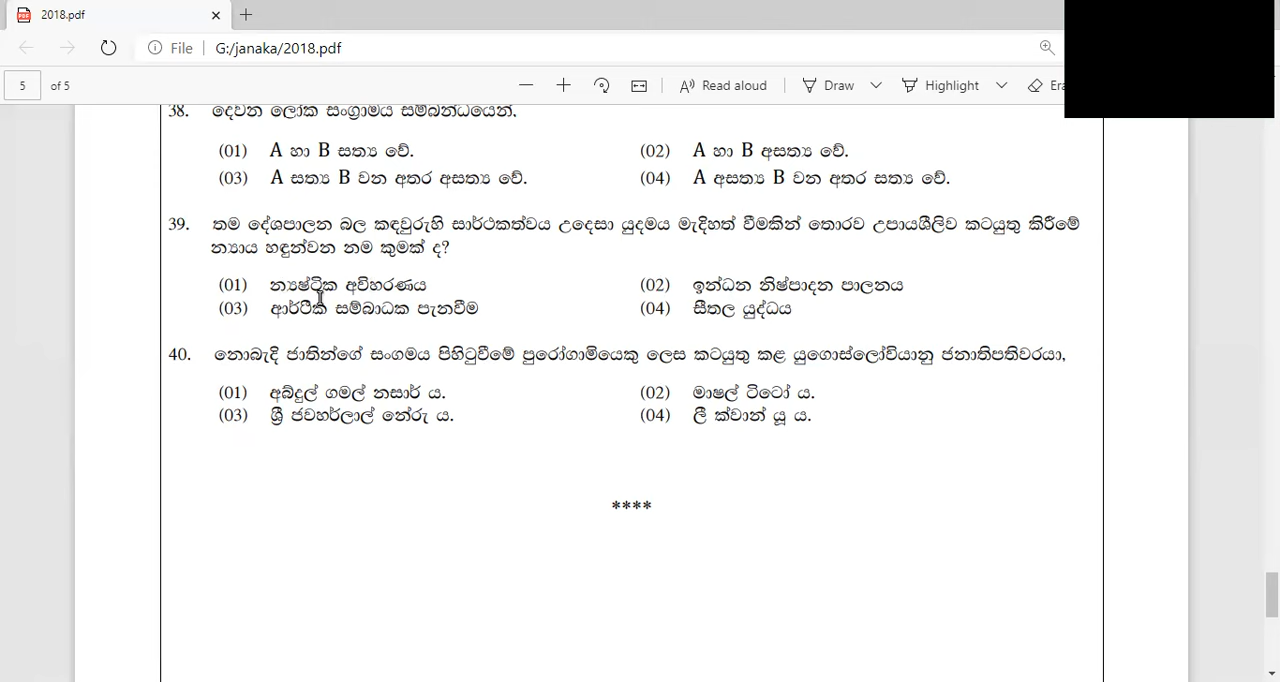 2018.pdf
File G:/janaka/2018.pdf
5 of 5 Read aloud Draw Highlight Era
38. දෙවන ලෝක සංග්‍රාමය සම්බන්ධයෙන්,
(01) A හා B සත්‍ය වේ. (02) A හා B අසත්‍ය වේ.
(03) A සත්‍ය B වන අතර අසත්‍ය වේ. (04) A අසත්‍ය B වන අතර සත්‍ය වේ.
39. තම දේශපාලන බල කඳවුරුහි සාර්ථකත්වය උදෙසා යුදමය මැදිහත් වීමකින් තොරව උපායශීලිව කටයුතු කිරීමේ
න්‍යාය හඳුන්වන නම කුමක් ද?
(01) න්‍යෂ්ටික අවිහරණය (02) ඉන්ධන නිෂ්පාදන පාලනය
(03) ආර්ථික සම්බාධක පැනවීම (04) සීතල යුද්ධය
40. නොබැදි ජාතින්ගේ සංගමය පිහිටුවීමේ පුරෝගාමියෙකු ලෙස කටයුතු කළ යුගොස්ලෝවියානු ජනාතිපතිවරයා,
(01) අබ්දුල් ගමල් නසාර් ය. (02) මාෂල් ටිටෝ ය.
(03) ශ්‍රී ජවහර්ලාල් නේරු ය. (04) ලී ක්වාන් යූ ය.
****